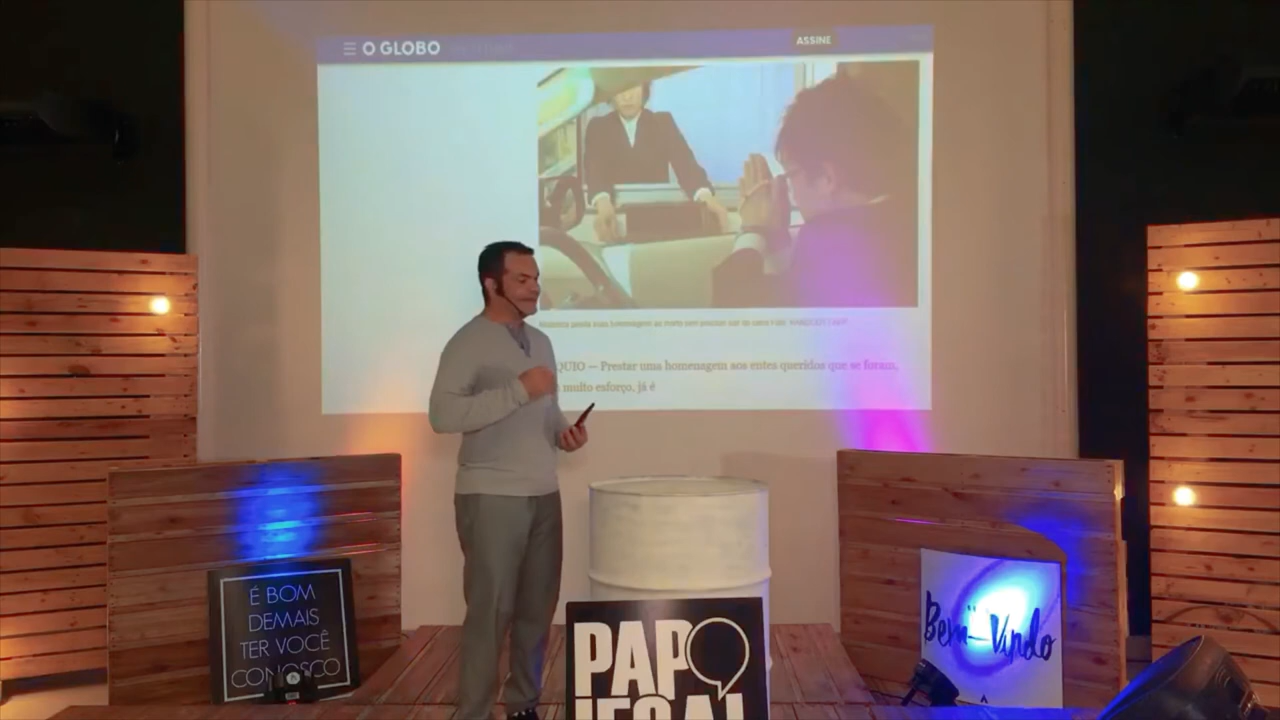 O GLOBO
ASSINE
QUIO — Prestar uma homenagem aos entes queridos que se foram,
muito esforço, já é
É BOM
DEMAIS
TER VOCÊ
CONOSCO
PAPO
LEGAL
Bem-Vindo